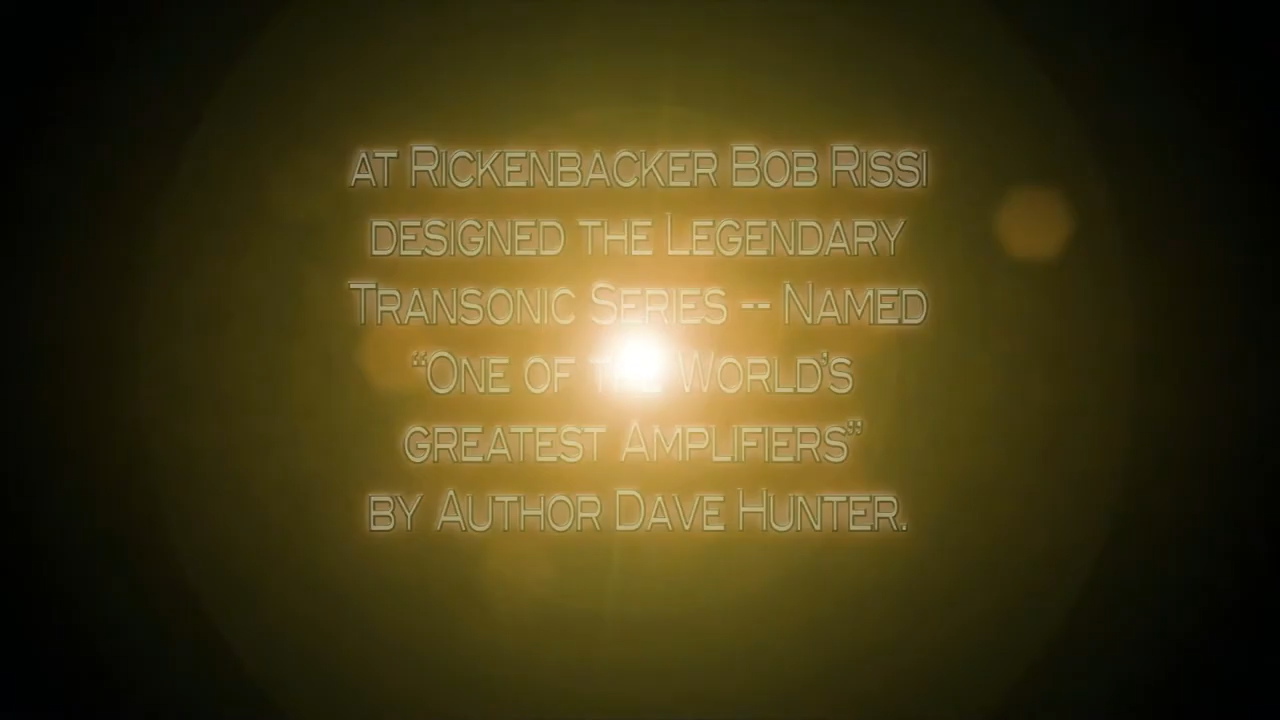 at Rickenbacker Bob Rissi
designed the Legendary
Transonic Series -- Named
“One of the World's
greatest Amplifiers”
by Author Dave Hunter.